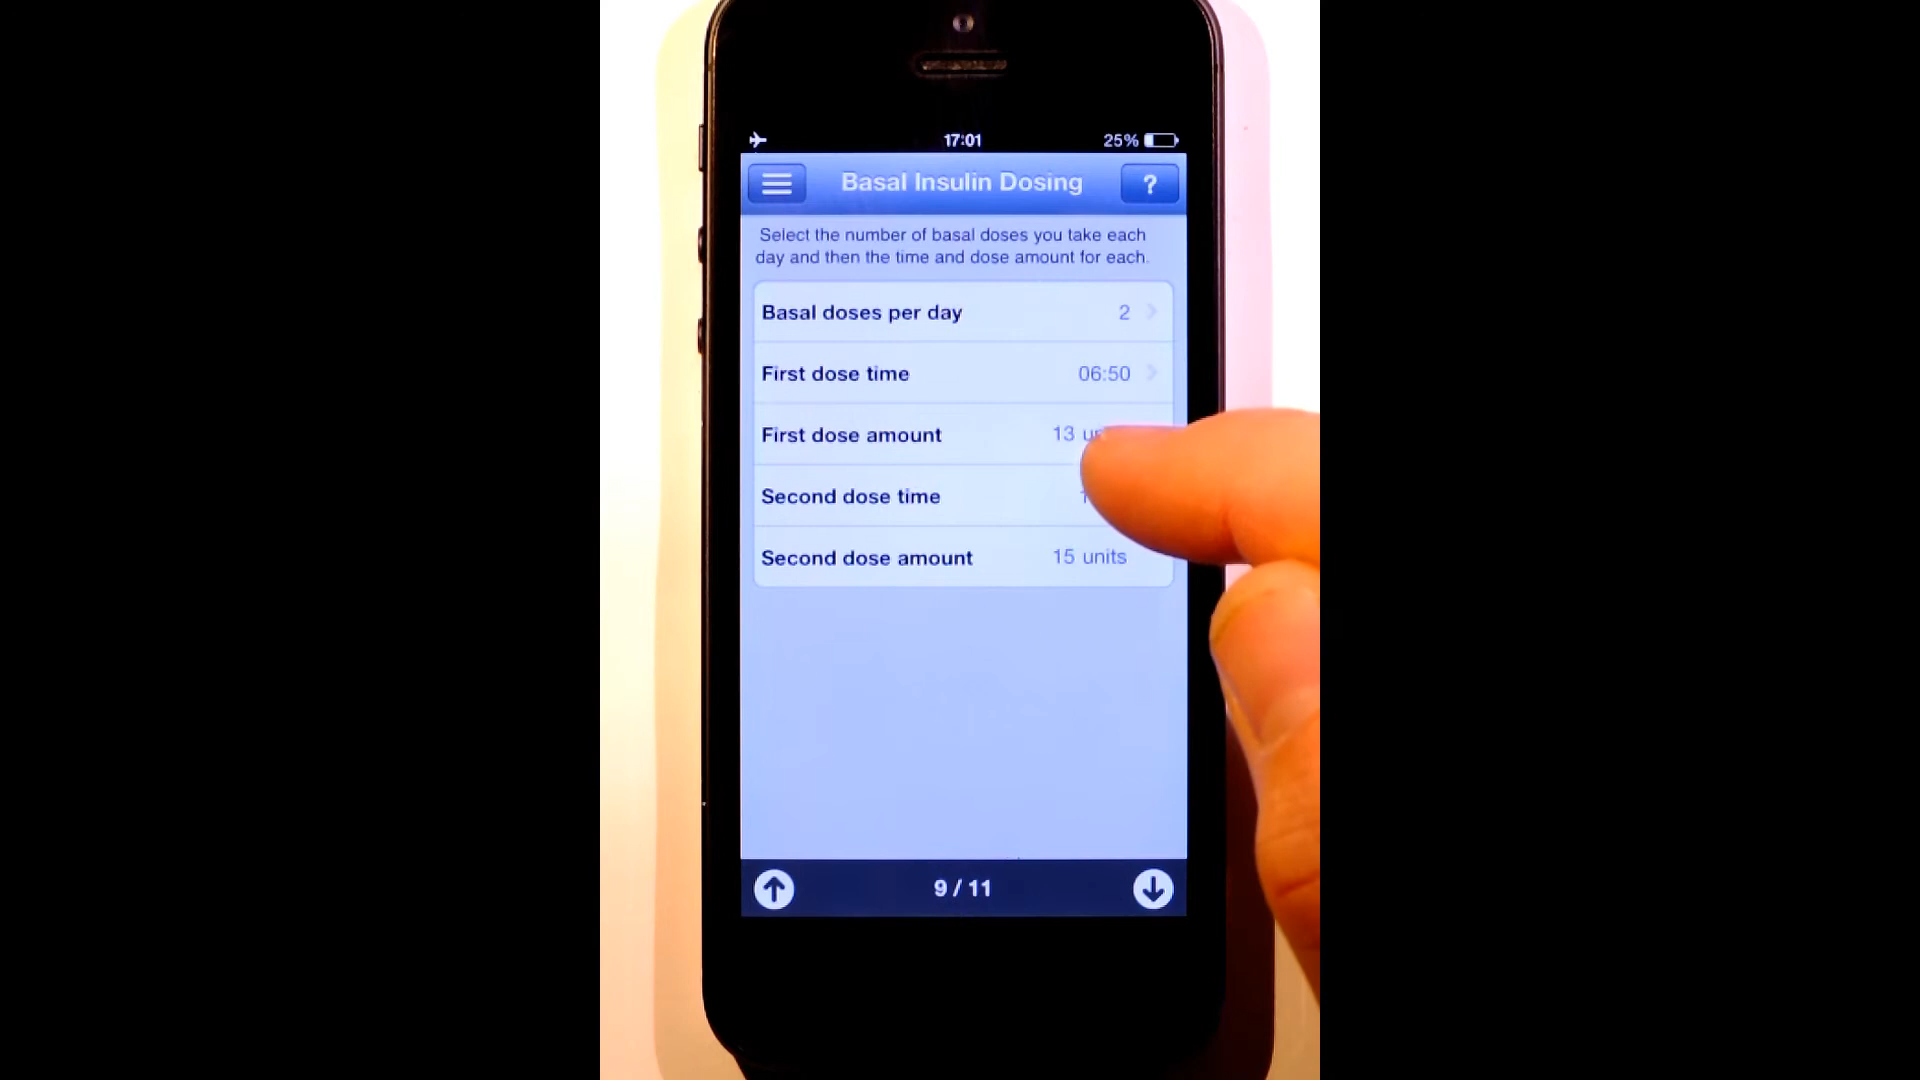 17:01
25%
Basal Insulin Dosing
?
Select the number of basal doses you take each
day and then the time and dose amount for each.
Basal doses per day 2
First dose time 06:50
First dose amount 13
Second dose time
Second dose amount 15 units
9 / 11